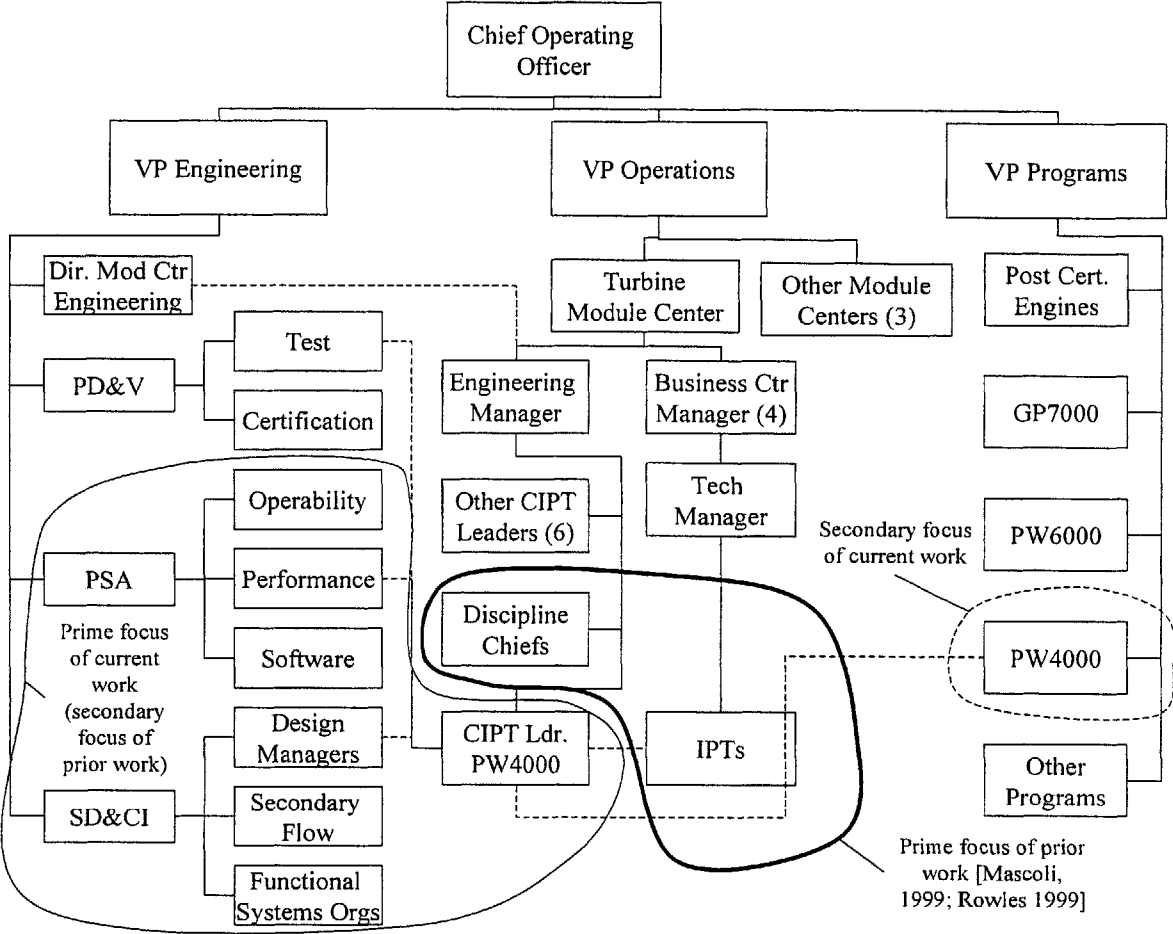 Chief Operating
Officer
VP Engineering
VP Operations
VP Programs
Dir. Mod Ctr
Engineering
Turbine
Module Center
Other Module
Centers (3)
Post Cert.
Engines
Test
PD&V
Certification
Engineering
Manager
Business Ctr
Manager (4)
GP7000
Operability
Other CIPT
Leaders (6)
Tech
Manager
Secondary focus
of current work
PW6000
PSA
Performance
Prime focus
of current
work
(secondary
focus of
prior work)
Software
Discipline
Chiefs
PW4000
Design
Managers
CIPT Ldr.
PW4000
IPTs
Other
Programs
SD&CI
Secondary
Flow
Functional
Systems Orgs
Prime focus of prior
work [Mascoli,
1999; Rowles 1999]